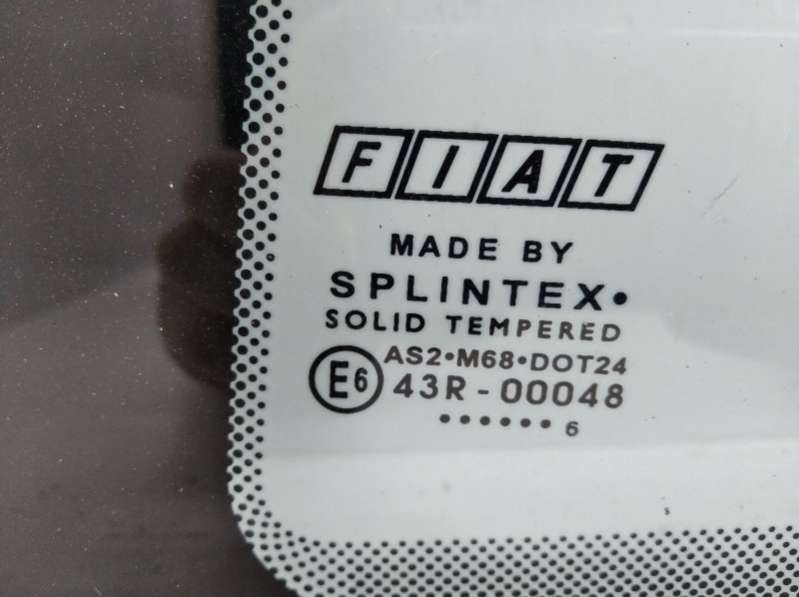 FIAT
MADE BY
SPLINTEX•
SOLID TEMPERED
AS2•M68•DOT24
E6 43R-00048
•••••• 6